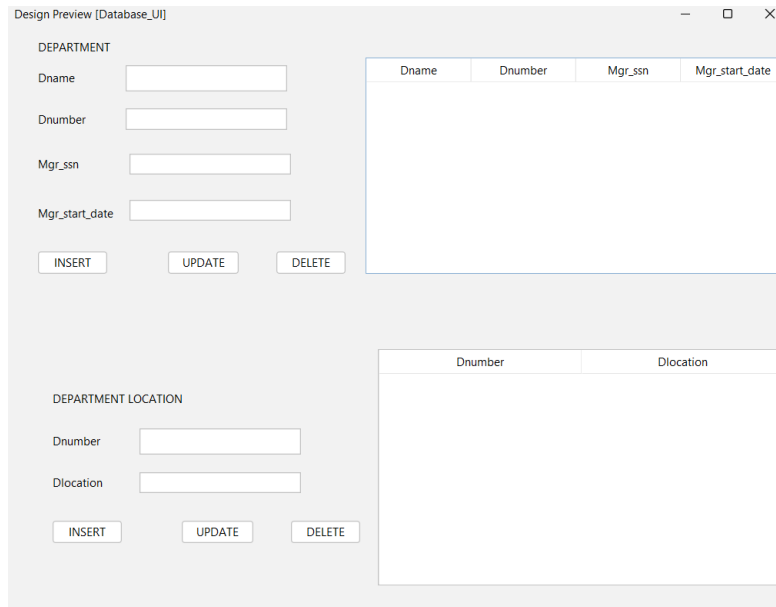 Design Preview [Database_UI]
DEPARTMENT
Dname
Dnumber
Mgr_ssn
Mgr_start_date
INSERT UPDATE DELETE
Dname Dnumber Mgr_ssn Mgr_start_date
DEPARTMENT LOCATION
Dnumber
Dlocation
INSERT UPDATE DELETE
Dnumber Dlocation